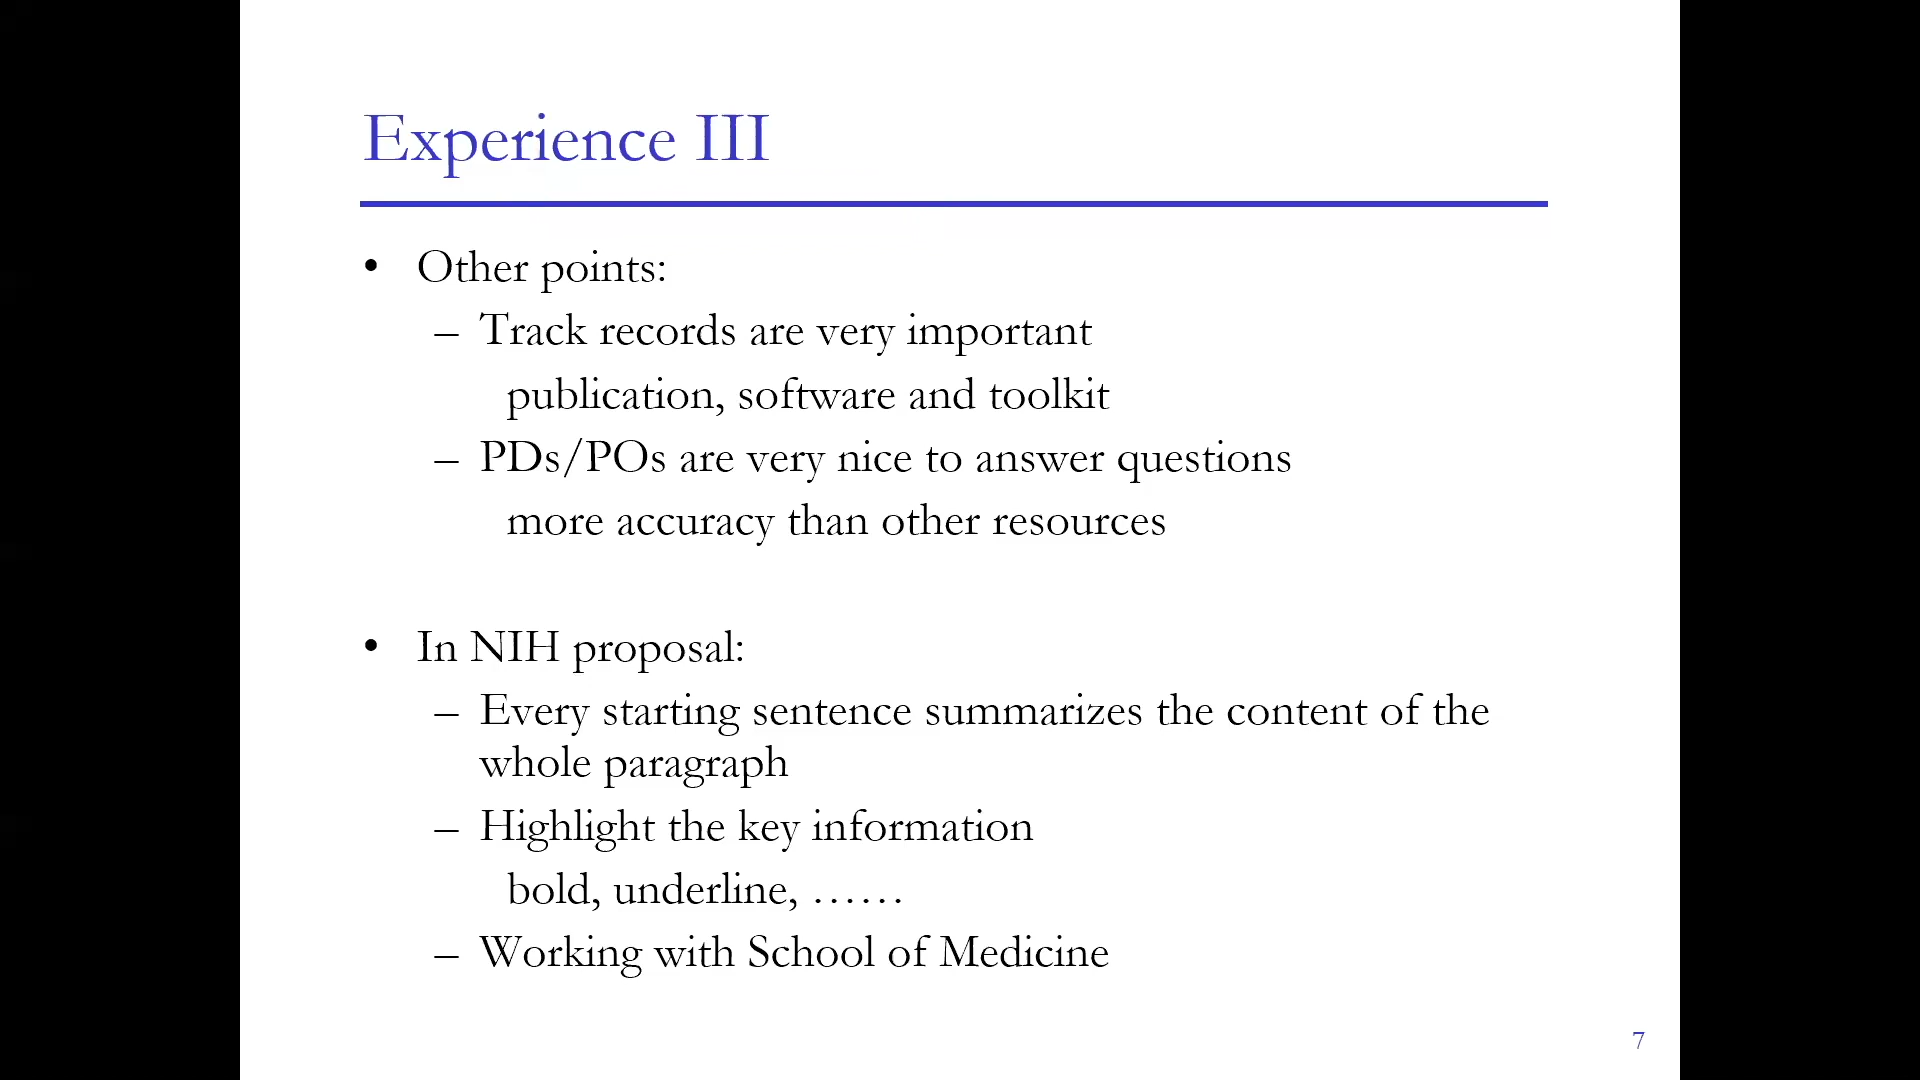 Experience III
• Other points:
– Track records are very important
publication, software and toolkit
– PDs/POs are very nice to answer questions
more accuracy than other resources
• In NIH proposal:
– Every starting sentence summarizes the content of the
whole paragraph
– Highlight the key information
bold, underline, ……
– Working with School of Medicine
7